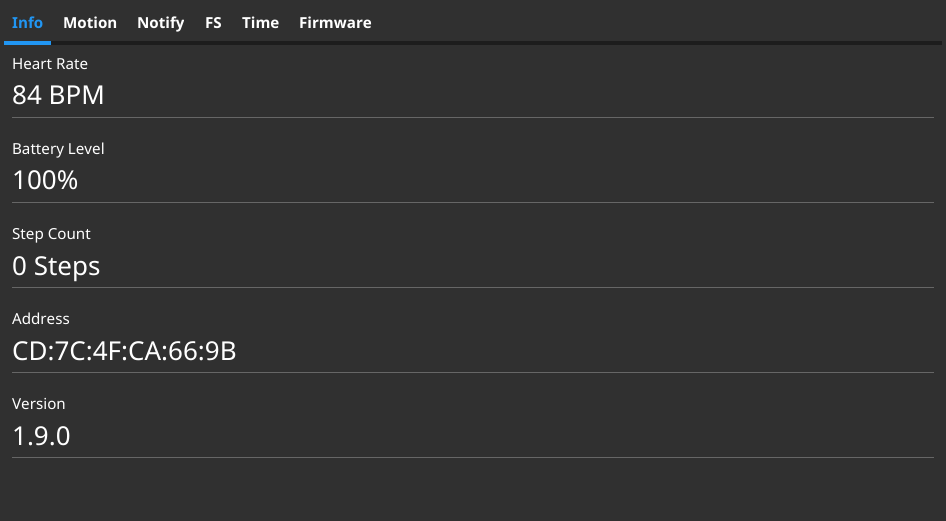 Info Motion Notify FS Time Firmware
Heart Rate
84 BPM
Battery Level
100%
Step Count
0 Steps
Address
CD:7C:4F:CA:66:9B
Version
1.9.0